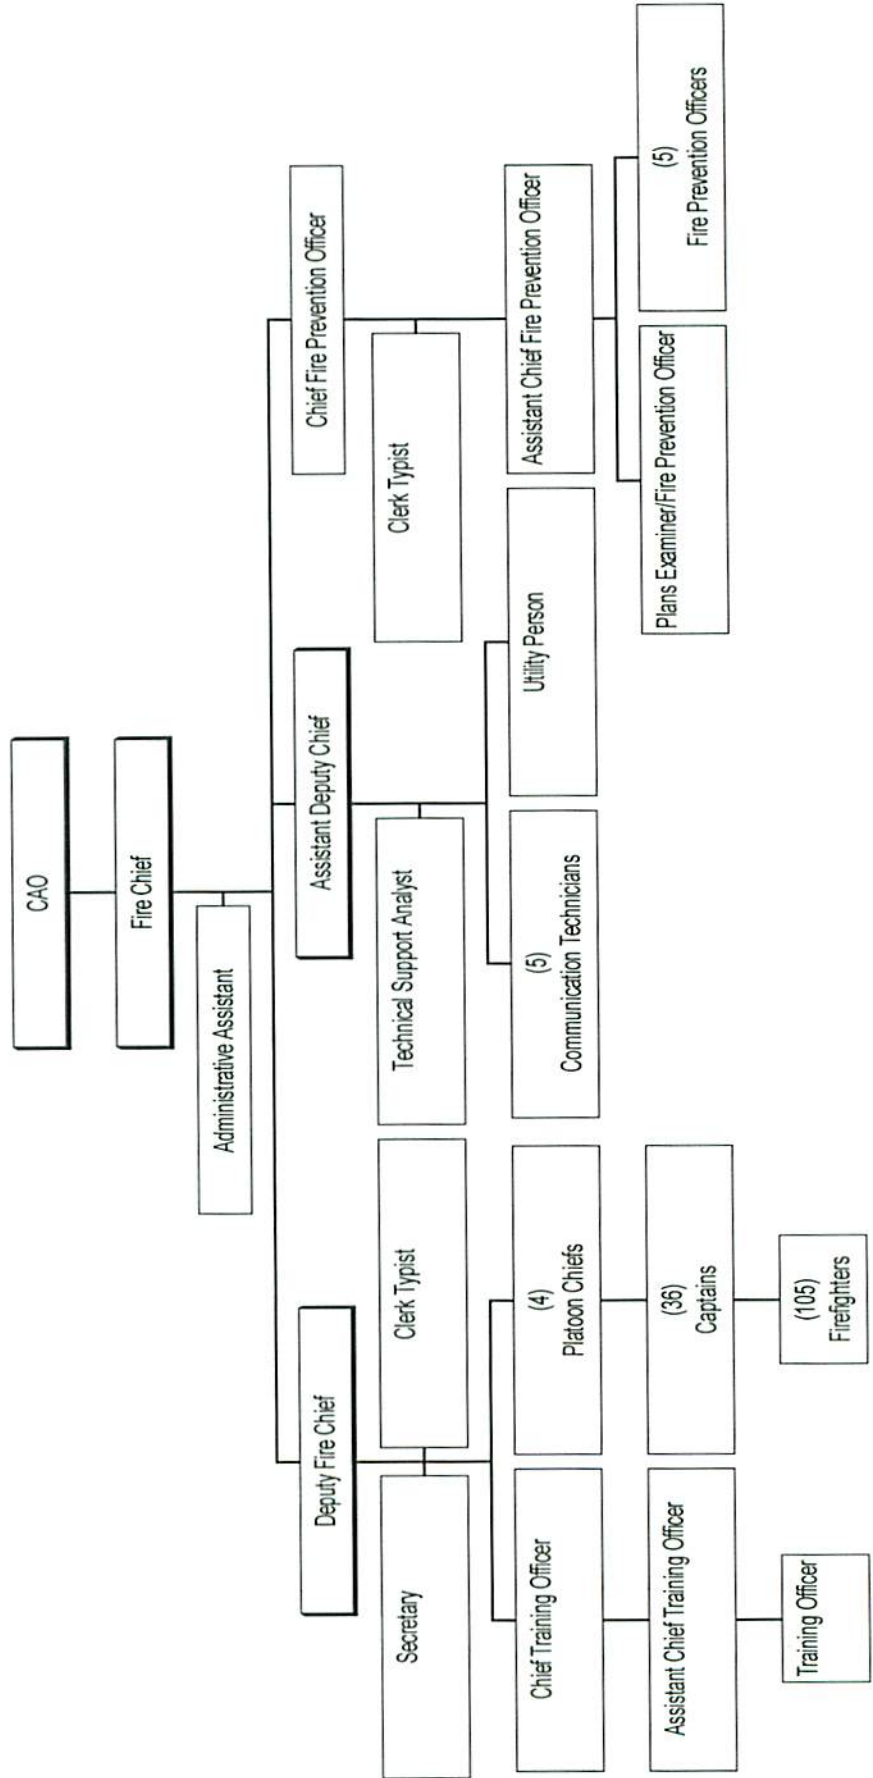 CAO
Fire Chief
Administrative Assistant
Deputy Fire Chief
Assistant Deputy Chief
Chief Fire Prevention Officer
Secretary
Clerk Typist
Technical Support Analyst
Clerk Typist
Chief Training Officer
(4)
Platoon Chiefs
(5)
Communication Technicians
Utility Person
Assistant Chief Fire Prevention Officer
Assistant Chief Training Officer
(36)
Captains
Plans Examiner/Fire Prevention Officer
(5)
Fire Prevention Officers
Training Officer
(105)
Firefighters